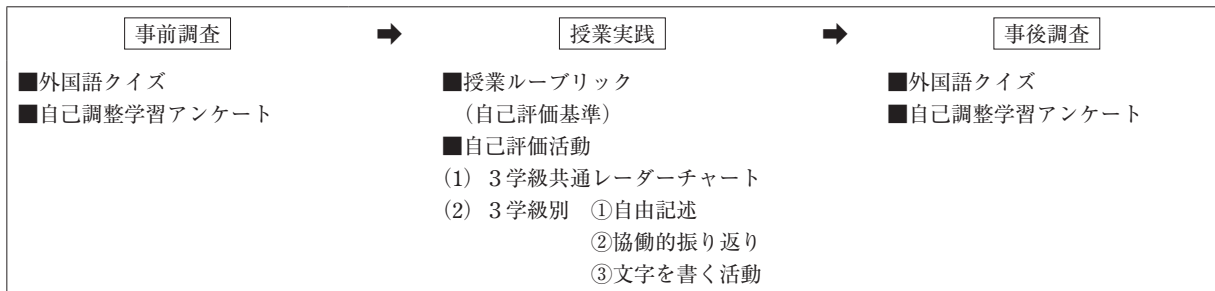 事前調査 ➡ 授業実践 ➡ 事後調査
■外国語クイズ
■自己調整学習アンケート
■授業ルーブリック
（自己評価基準）
■自己評価活動
(1) 3学級共通レーダーチャート
(2) 3学級別 ①自由記述
②協働的振り返り
③文字を書く活動
■外国語クイズ
■自己調整学習アンケート